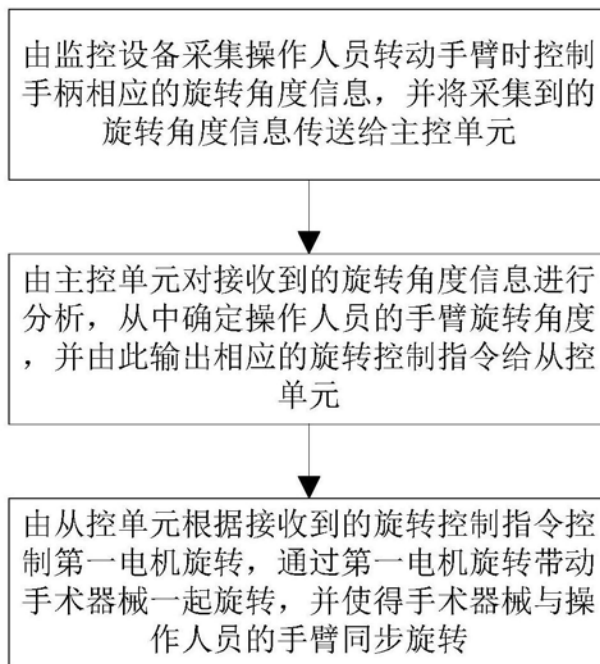 由监控设备采集操作人员转动手臂时控制
手柄相应的旋转角度信息，并将采集到的
旋转角度信息传送给主控单元
由主控单元对接收到的旋转角度信息进行
分析，从中确定操作人员的手臂旋转角度
，并由此输出相应的旋转控制指令给从控
单元
由从控单元根据接收到的旋转控制指令控
制第一电机旋转，通过第一电机旋转带动
手术器械一起旋转，并使得手术器械与操
作人员的手臂同步旋转